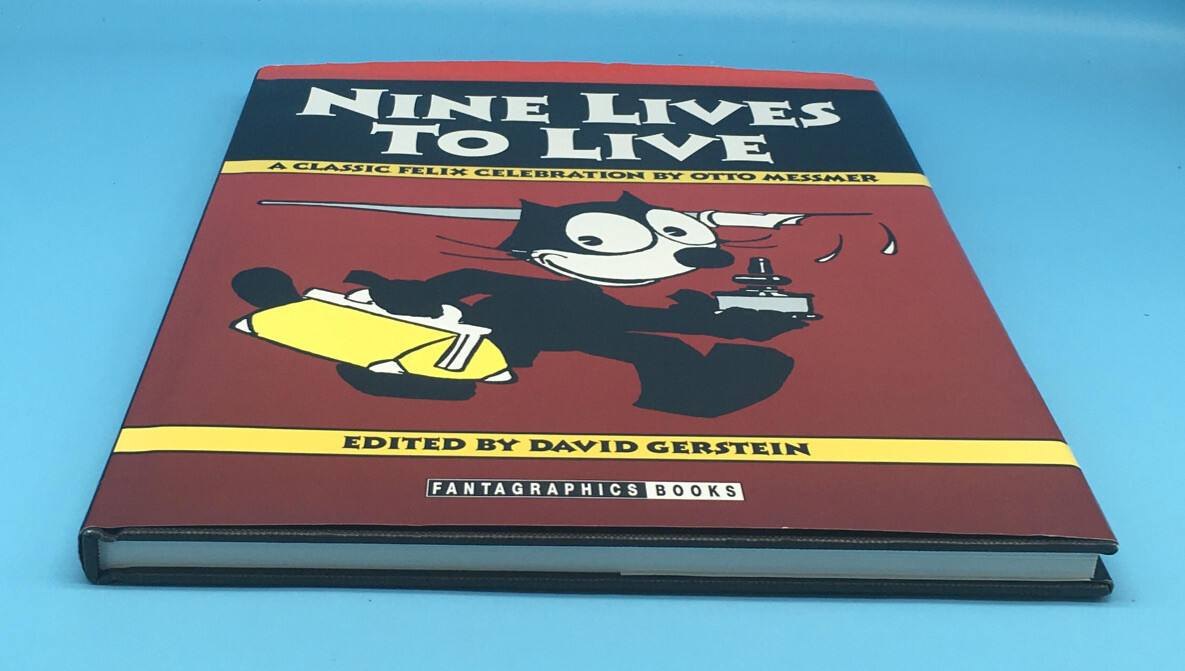 NINE LIVES
TO LIVE
A CLASSIC FELIX CELEBRATION BY OTTO MESSMER
EDITED BY DAVID GERSTEIN
FANTAGRAPHICS BOOKS